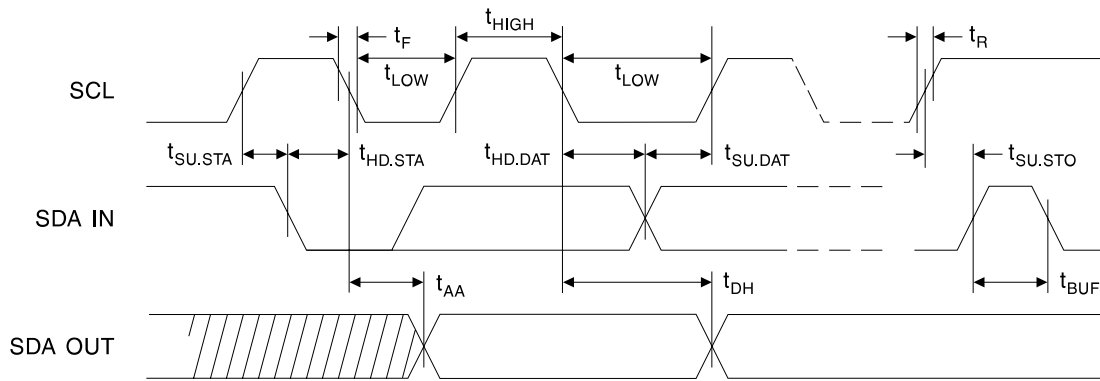 tHIGH
tF tR
SCL tLOW tLOW
tSU.STA tHD.STA tHD.DAT tSU.DAT tSU.STO
SDA IN
tAA tDH tBUF
SDA OUT